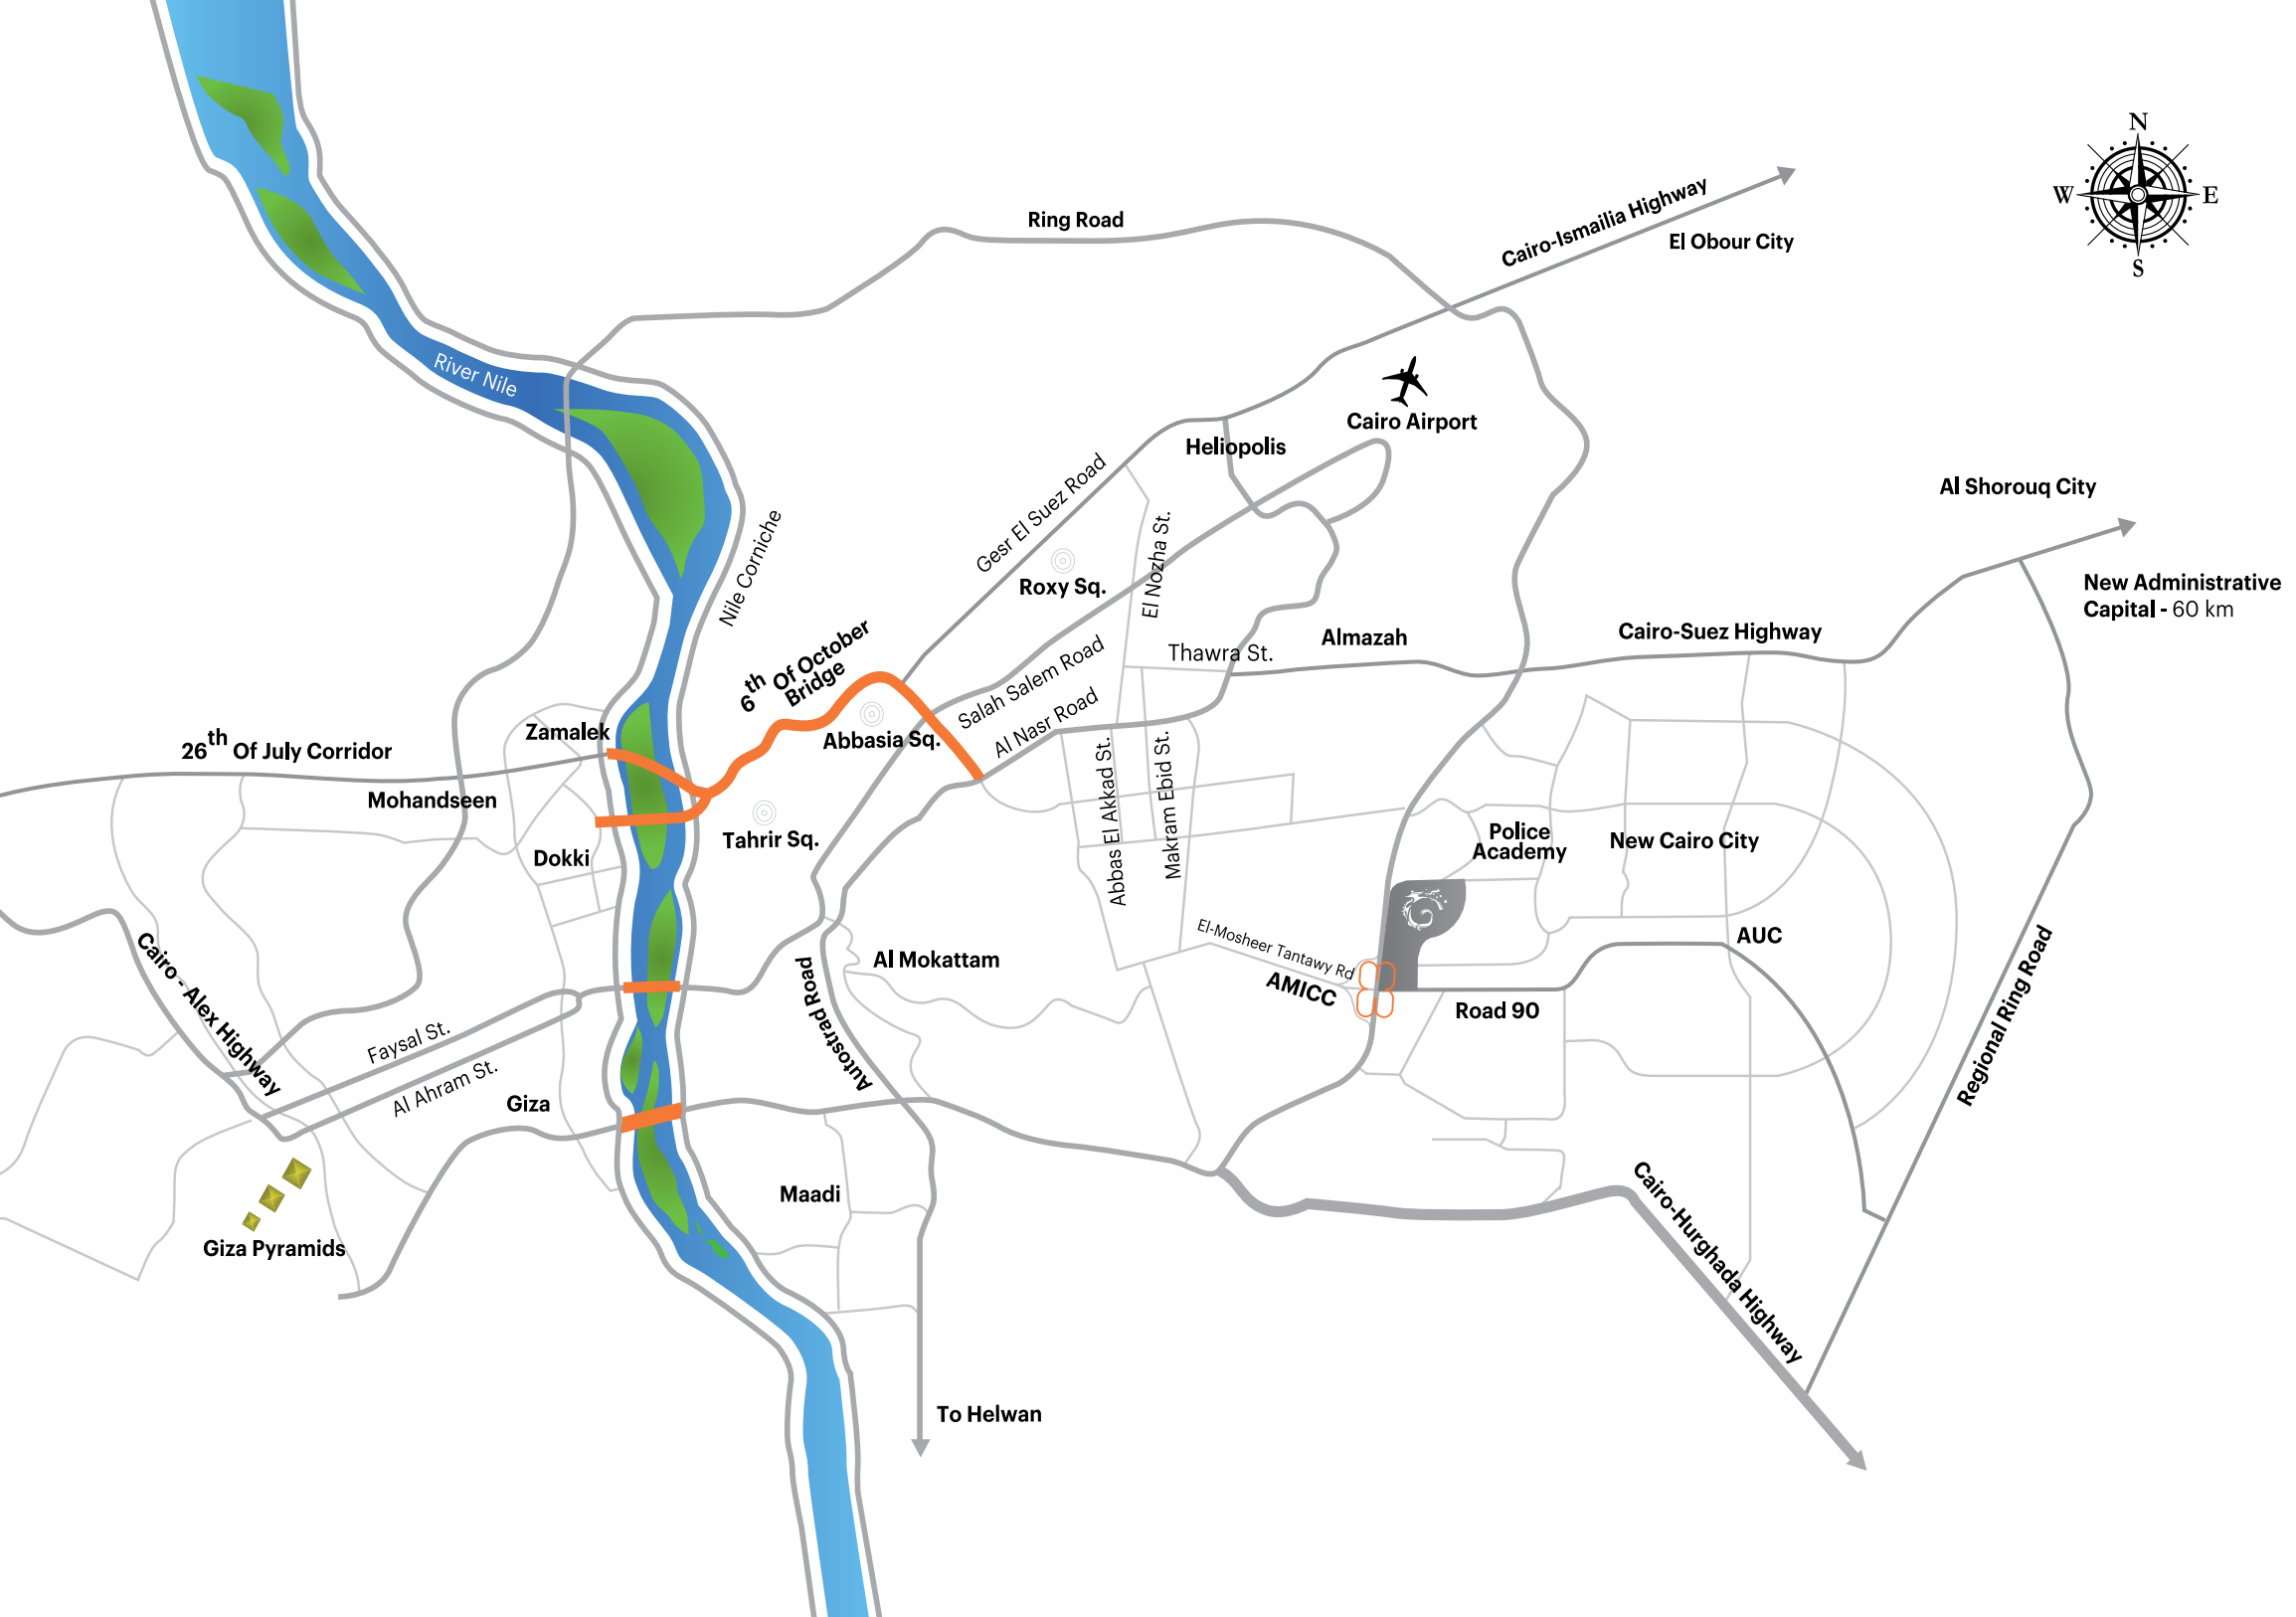 N
W E
S
Ring Road
Cairo-Ismailia Highway
El Obour City
River Nile
Cairo Airport
Heliopolis
Al Shorouq City
Gesr El Suez Road
Nile Corniche
Roxy Sq.
El Nozha St.
New Administrative
Capital - 60 km
6th Of October
Bridge
Almazah
Cairo-Suez Highway
Thawra St.
Salah Salem Road
Al Nasr Road
Zamalek
Abbasia Sq.
26th Of July Corridor
Mohandseen
Abbas El Akkad St.
Makram Ebid St.
Tahrir Sq.
Dokki
Police
Academy
New Cairo City
AUC
El-Mosheer Tantawy Rd
AMICC
Al Mokattam
Autostrad Road
Road 90
Regional Ring Road
Cairo - Alex Highway
Faysal St.
Al Ahram St.
Giza
Maadi
Giza Pyramids
Cairo-Hurghada Highway
To Helwan